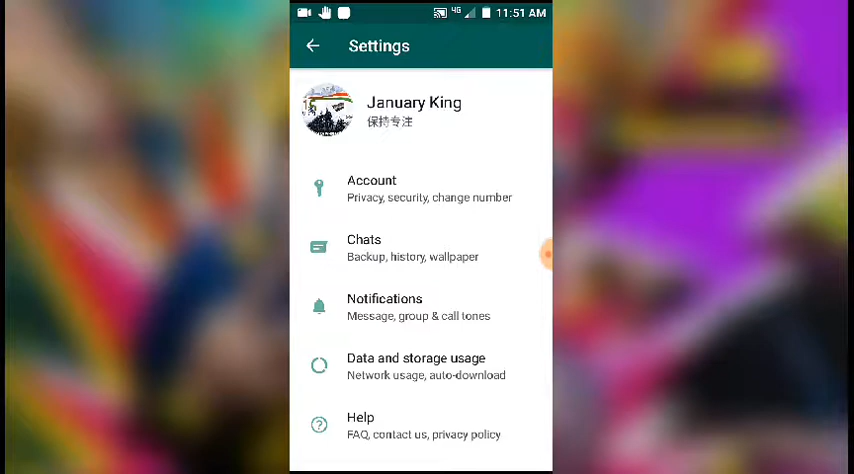 4G 11:51 AM
Settings
January King
保持专注
Account
Privacy, security, change number
Chats
Backup, history, wallpaper
Notifications
Message, group & call tones
Data and storage usage
Network usage, auto-download
Help
FAQ, contact us, privacy policy